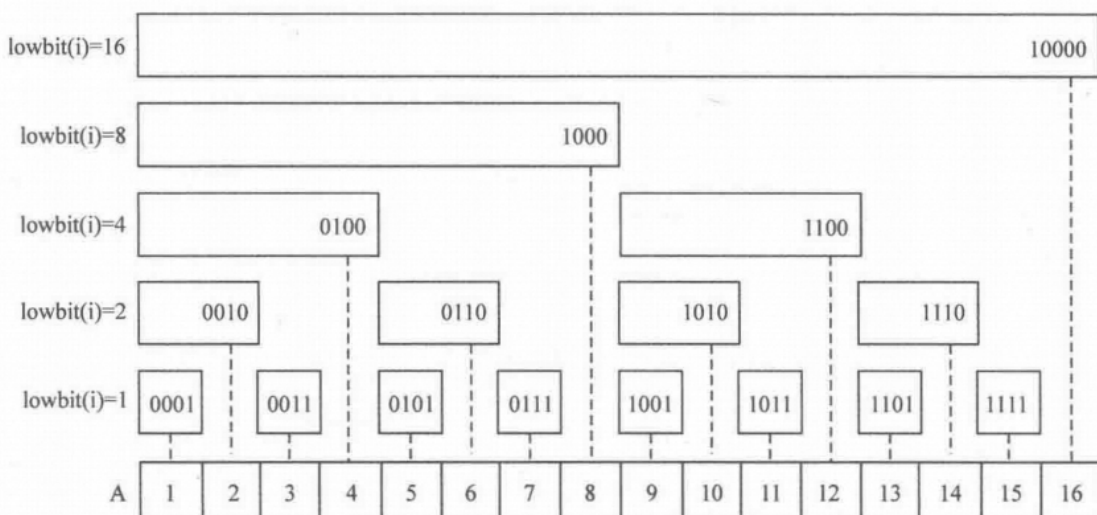 lowbit(i)=16 10000
lowbit(i)=8 1000
lowbit(i)=4 0100 1100
lowbit(i)=2 0010 0110 1010 1110
lowbit(i)=1 0001 0011 0101 0111 1001 1011 1101 1111
A 1 2 3 4 5 6 7 8 9 10 11 12 13 14 15 16